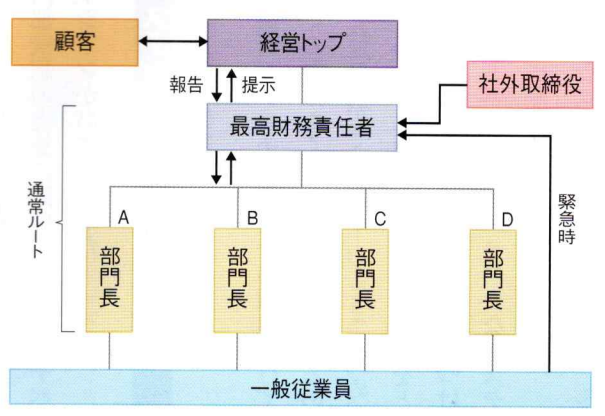 顧客
経営トップ
報告
提示
社外取締役
最高財務責任者
通常ルート
緊急時
A
B
C
D
部門長
部門長
部門長
部門長
一般従業員